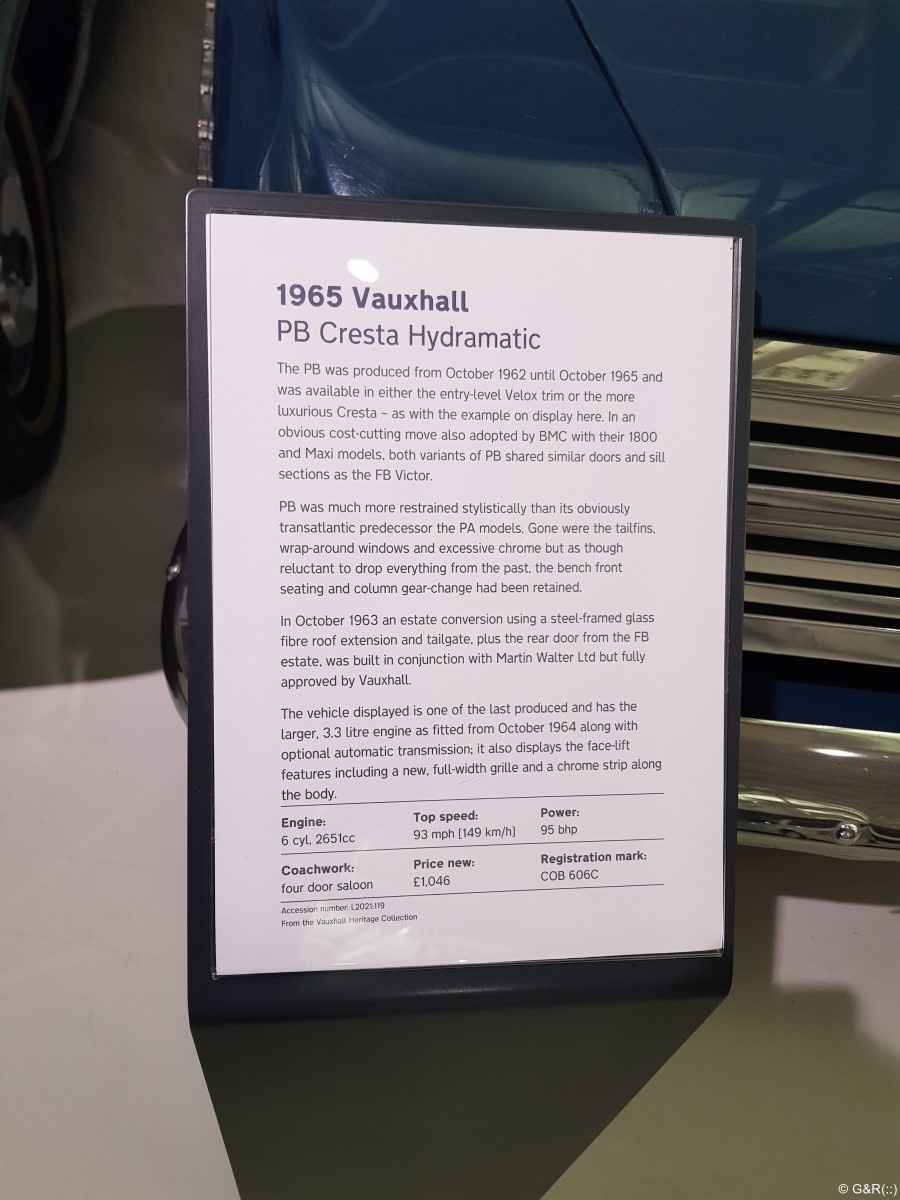 1965 Vauxhall
PB Cresta Hydramatic
The PB was produced from October 1962 until October 1965 and
was available in either the entry-level Velox trim or the more
luxurious Cresta – as with the example on display here. In an
obvious cost-cutting move also adopted by BMC with their 1800
and Maxi models, both variants of PB shared similar doors and sill
sections as the FB Victor.
PB was much more restrained stylistically than its obviously
transatlantic predecessor the PA models. Gone were the tailfins,
wrap-around windows and excessive chrome but as though
reluctant to drop everything from the past, the bench front
seating and column gear-change had been retained.
In October 1963 an estate conversion using a steel-framed glass
fibre roof extension and tailgate, plus the rear door from the FB
estate, was built in conjunction with Martin Walter Ltd but fully
approved by Vauxhall.
The vehicle displayed is one of the last produced and has the
larger, 3.3 litre engine as fitted from October 1964 along with
optional automatic transmission; it also displays the face-lift
features including a new, full-width grille and a chrome strip along
the body.
Engine: Top speed: Power:
6 cyl, 2651cc 93 mph [149 km/h] 95 bhp
Coachwork: Price new: Registration mark:
four door saloon £1,046 COB 606C
Accession number: L2021.119
From the Vauxhall Heritage Collection
© G&R(::)